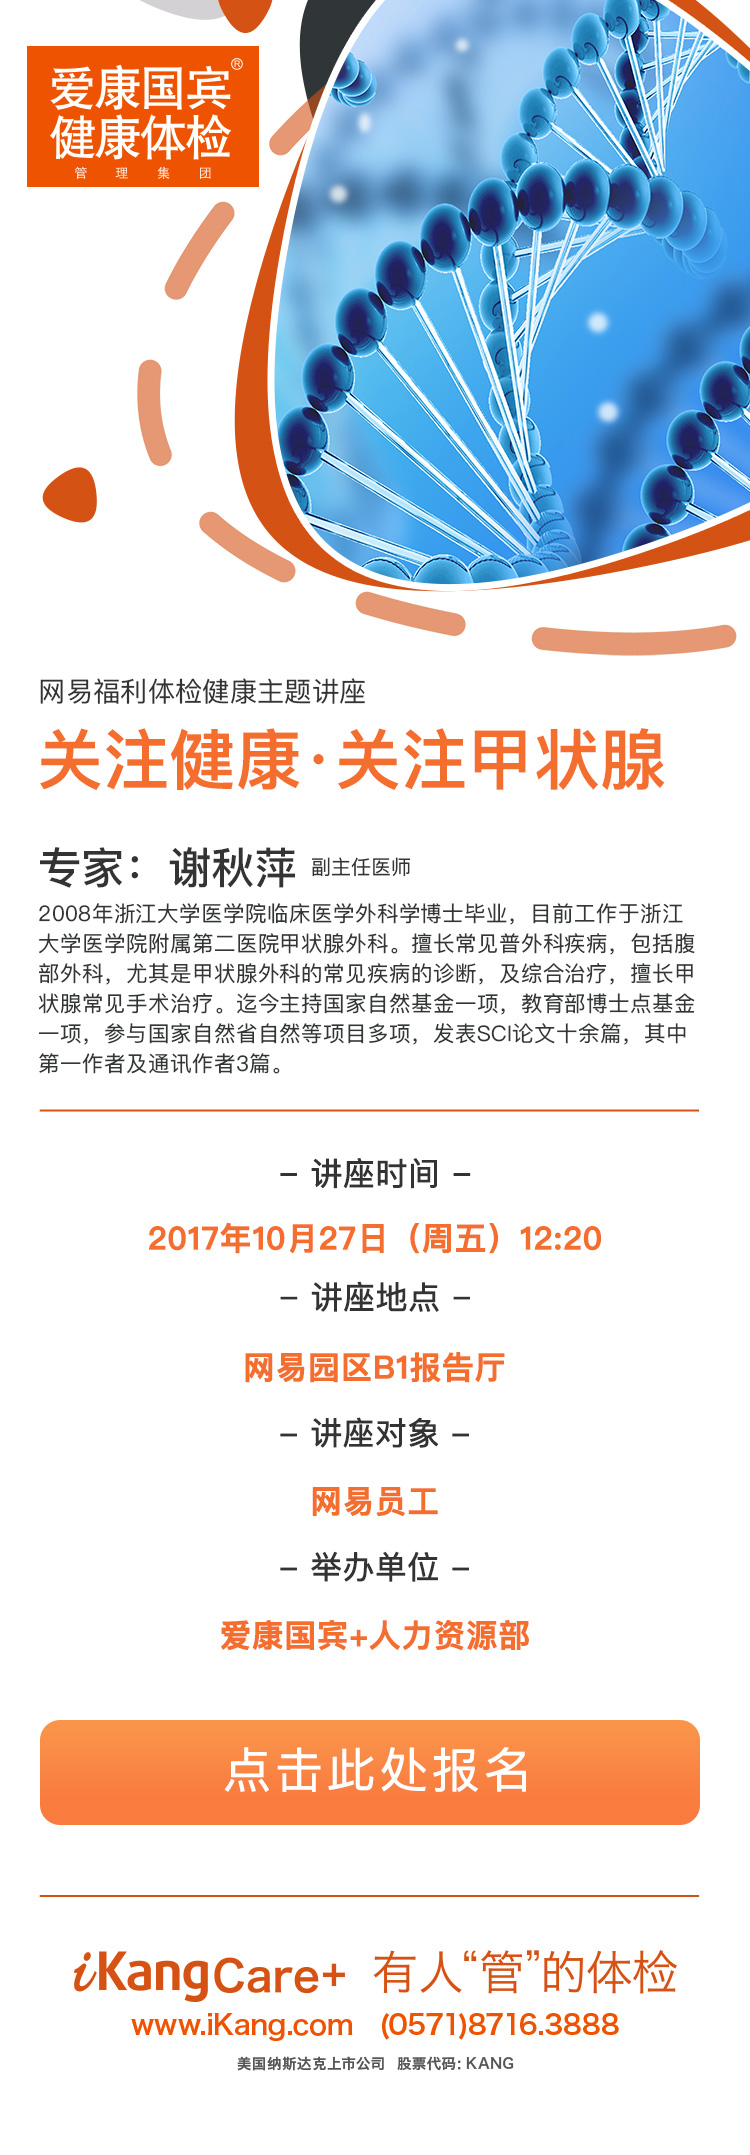 爱康国宾®
健康体检
管理集团
网易福利体检健康主题讲座
关注健康·关注甲状腺
专家：谢秋萍 副主任医师
2008年浙江大学医学院临床医学外科学博士毕业，目前工作于浙江
大学医学院附属第二医院甲状腺外科。擅长常见普外科疾病，包括腹
部外科，尤其是甲状腺外科的常见疾病的诊断，及综合治疗，擅长甲
状腺常见手术治疗。迄今主持国家自然基金一项，教育部博士点基金
一项，参与国家自然省自然等项目多项，发表SCI论文十余篇，其中
第一作者及通讯作者3篇。
– 讲座时间 –
2017年10月27日（周五）12:20
– 讲座地点 –
网易园区B1报告厅
– 讲座对象 –
网易员工
– 举办单位 –
爱康国宾+人力资源部
点击此处报名
iKangCare+ 有人“管”的体检
www.iKang.com (0571)8716.3888
美国纳斯达克上市公司 股票代码: KANG